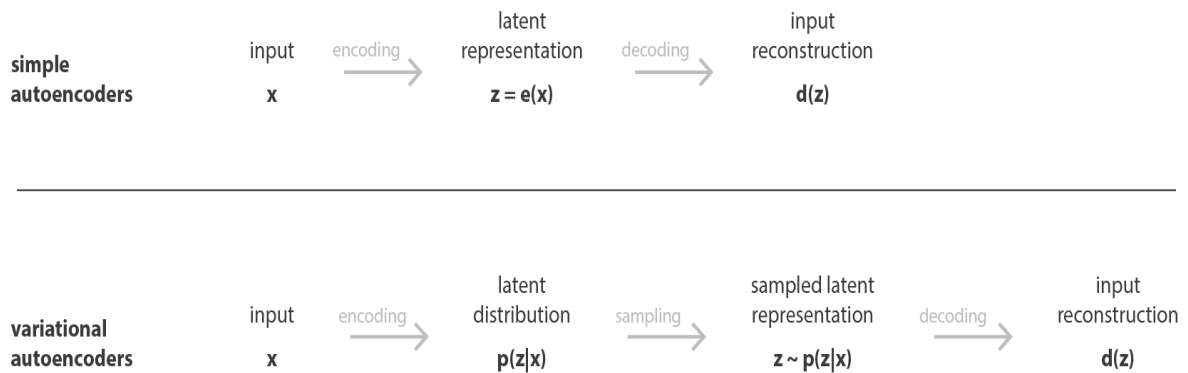 simple
autoencoders
input
x
encoding
latent
representation
z = e(x)
decoding
input
reconstruction
d(z)
variational
autoencoders
input
x
encoding
latent
distribution
p(z|x)
sampling
sampled latent
representation
z ~ p(z|x)
decoding
input
reconstruction
d(z)